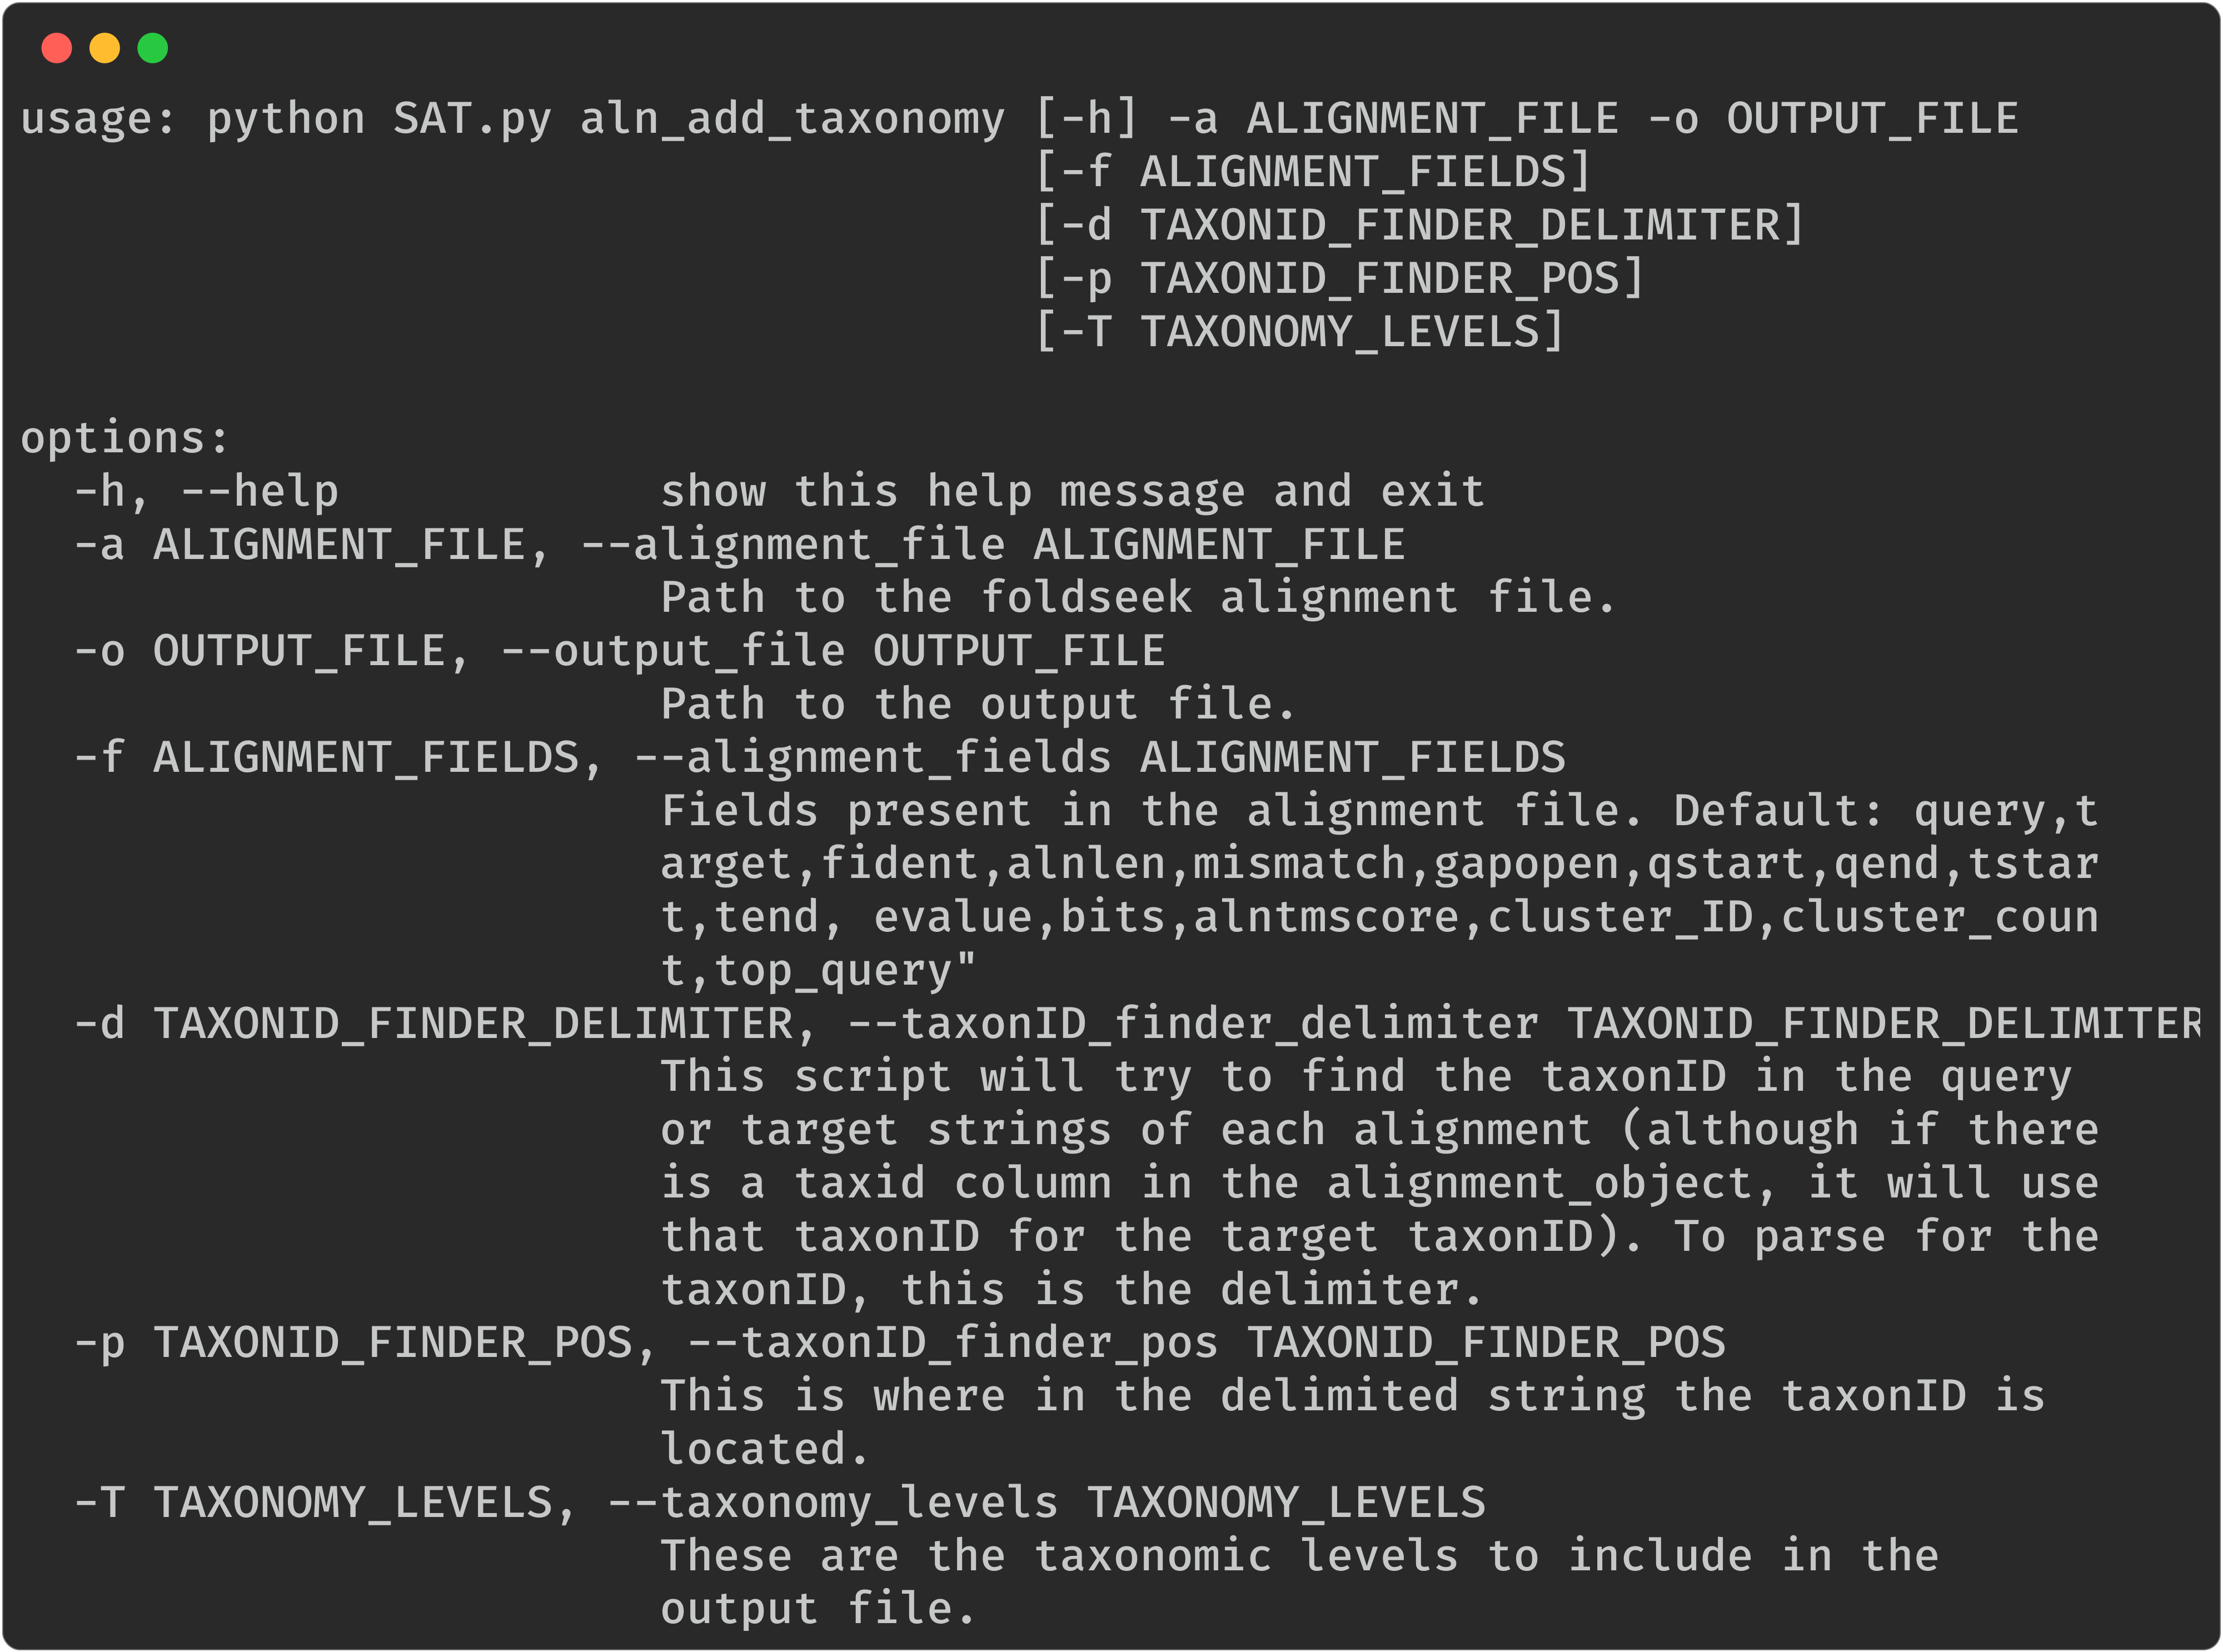 usage: python SAT.py aln_add_taxonomy [-h] -a ALIGNMENT_FILE -o OUTPUT_FILE
[-f ALIGNMENT_FIELDS]
[-d TAXONID_FINDER_DELIMITER]
[-p TAXONID_FINDER_POS]
[-T TAXONOMY_LEVELS]
options:
-h, --help show this help message and exit
-a ALIGNMENT_FILE, --alignment_file ALIGNMENT_FILE
Path to the foldseek alignment file.
-o OUTPUT_FILE, --output_file OUTPUT_FILE
Path to the output file.
-f ALIGNMENT_FIELDS, --alignment_fields ALIGNMENT_FIELDS
Fields present in the alignment file. Default: query,t
arget,fident,alnlen,mismatch,gapopen,qstart,qend,tstar
t,tend, evalue,bits,alntmscore,cluster_ID,cluster_coun
t,top_query"
-d TAXONID_FINDER_DELIMITER, --taxonID_finder_delimiter TAXONID_FINDER_DELIMITER
This script will try to find the taxonID in the query
or target strings of each alignment (although if there
is a taxid column in the alignment_object, it will use
that taxonID for the target taxonID). To parse for the
taxonID, this is the delimiter.
-p TAXONID_FINDER_POS, --taxonID_finder_pos TAXONID_FINDER_POS
This is where in the delimited string the taxonID is
located.
-T TAXONOMY_LEVELS, --taxonomy_levels TAXONOMY_LEVELS
These are the taxonomic levels to include in the
output file.